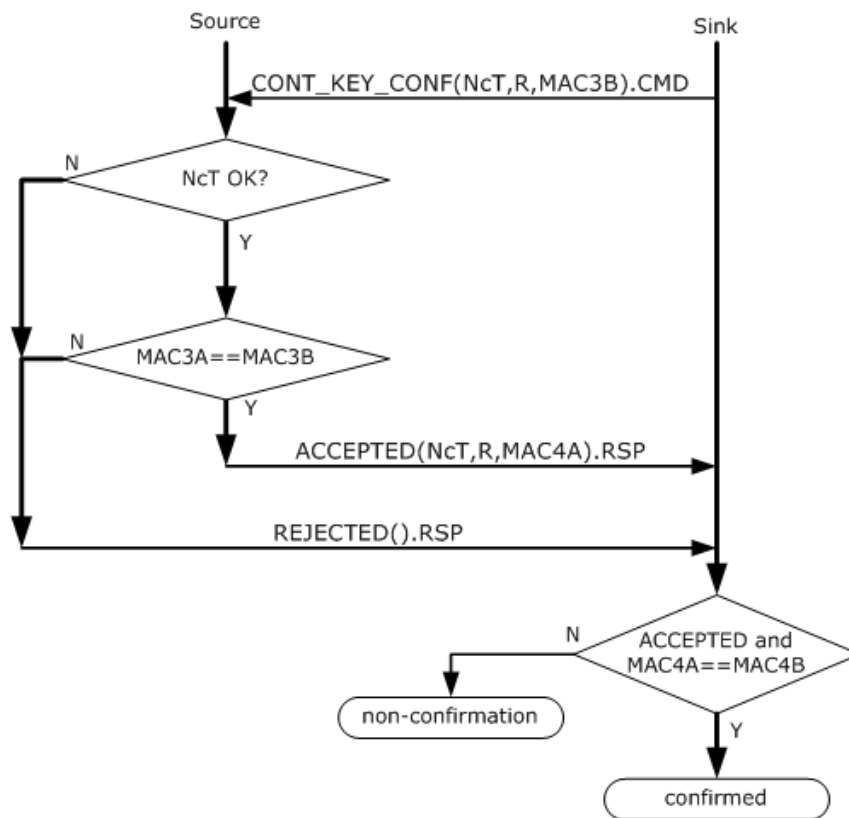 Source
Sink
CONT_KEY_CONF(NcT,R,MAC3B).CMD
N
NcT OK?
Y
N
MAC3A==MAC3B
Y
ACCEPTED(NcT,R,MAC4A).RSP
REJECTED().RSP
N
ACCEPTED and
MAC4A==MAC4B
non-confirmation
Y
confirmed